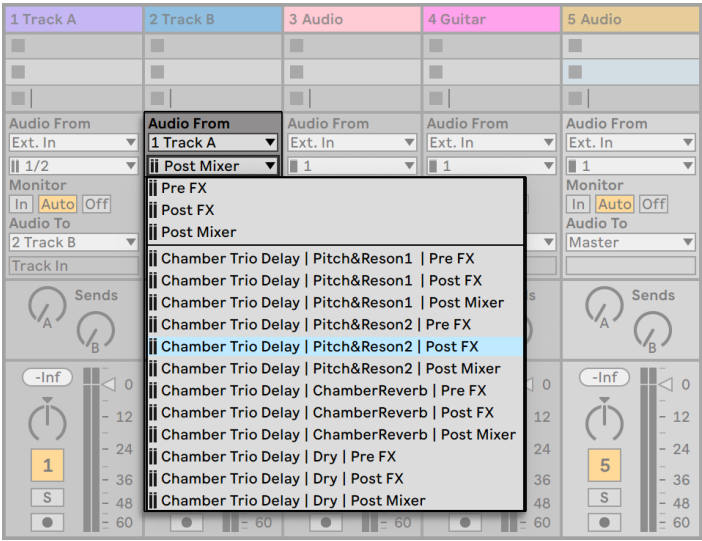 1 Track A
2 Track B
3 Audio
4 Guitar
5 Audio
Audio From
Audio From
Audio From
Audio From
Audio From
Ext. In
1 Track A
Ext. In
Ext. In
Ext. In
1/2
Post Mixer
1
1
1
Monitor
In Auto Off
Audio To
2 Track B
Track In
Sends
A
B
-Inf
0
12
24
36
48
60
1
S
Pre FX
Post FX
Post Mixer
Chamber Trio Delay | Pitch&Reson1 | Pre FX
Chamber Trio Delay | Pitch&Reson1 | Post FX
Chamber Trio Delay | Pitch&Reson1 | Post Mixer
Chamber Trio Delay | Pitch&Reson2 | Pre FX
Chamber Trio Delay | Pitch&Reson2 | Post FX
Chamber Trio Delay | Pitch&Reson2 | Post Mixer
Chamber Trio Delay | ChamberReverb | Pre FX
Chamber Trio Delay | ChamberReverb | Post FX
Chamber Trio Delay | ChamberReverb | Post Mixer
Chamber Trio Delay | Dry | Pre FX
Chamber Trio Delay | Dry | Post FX
Chamber Trio Delay | Dry | Post Mixer
60
60
s
0
12
24
36
48
60
Monitor
In Auto Off
Audio To
Master
Sends
A
B
-Inf
0
12
24
36
48
60
5
S